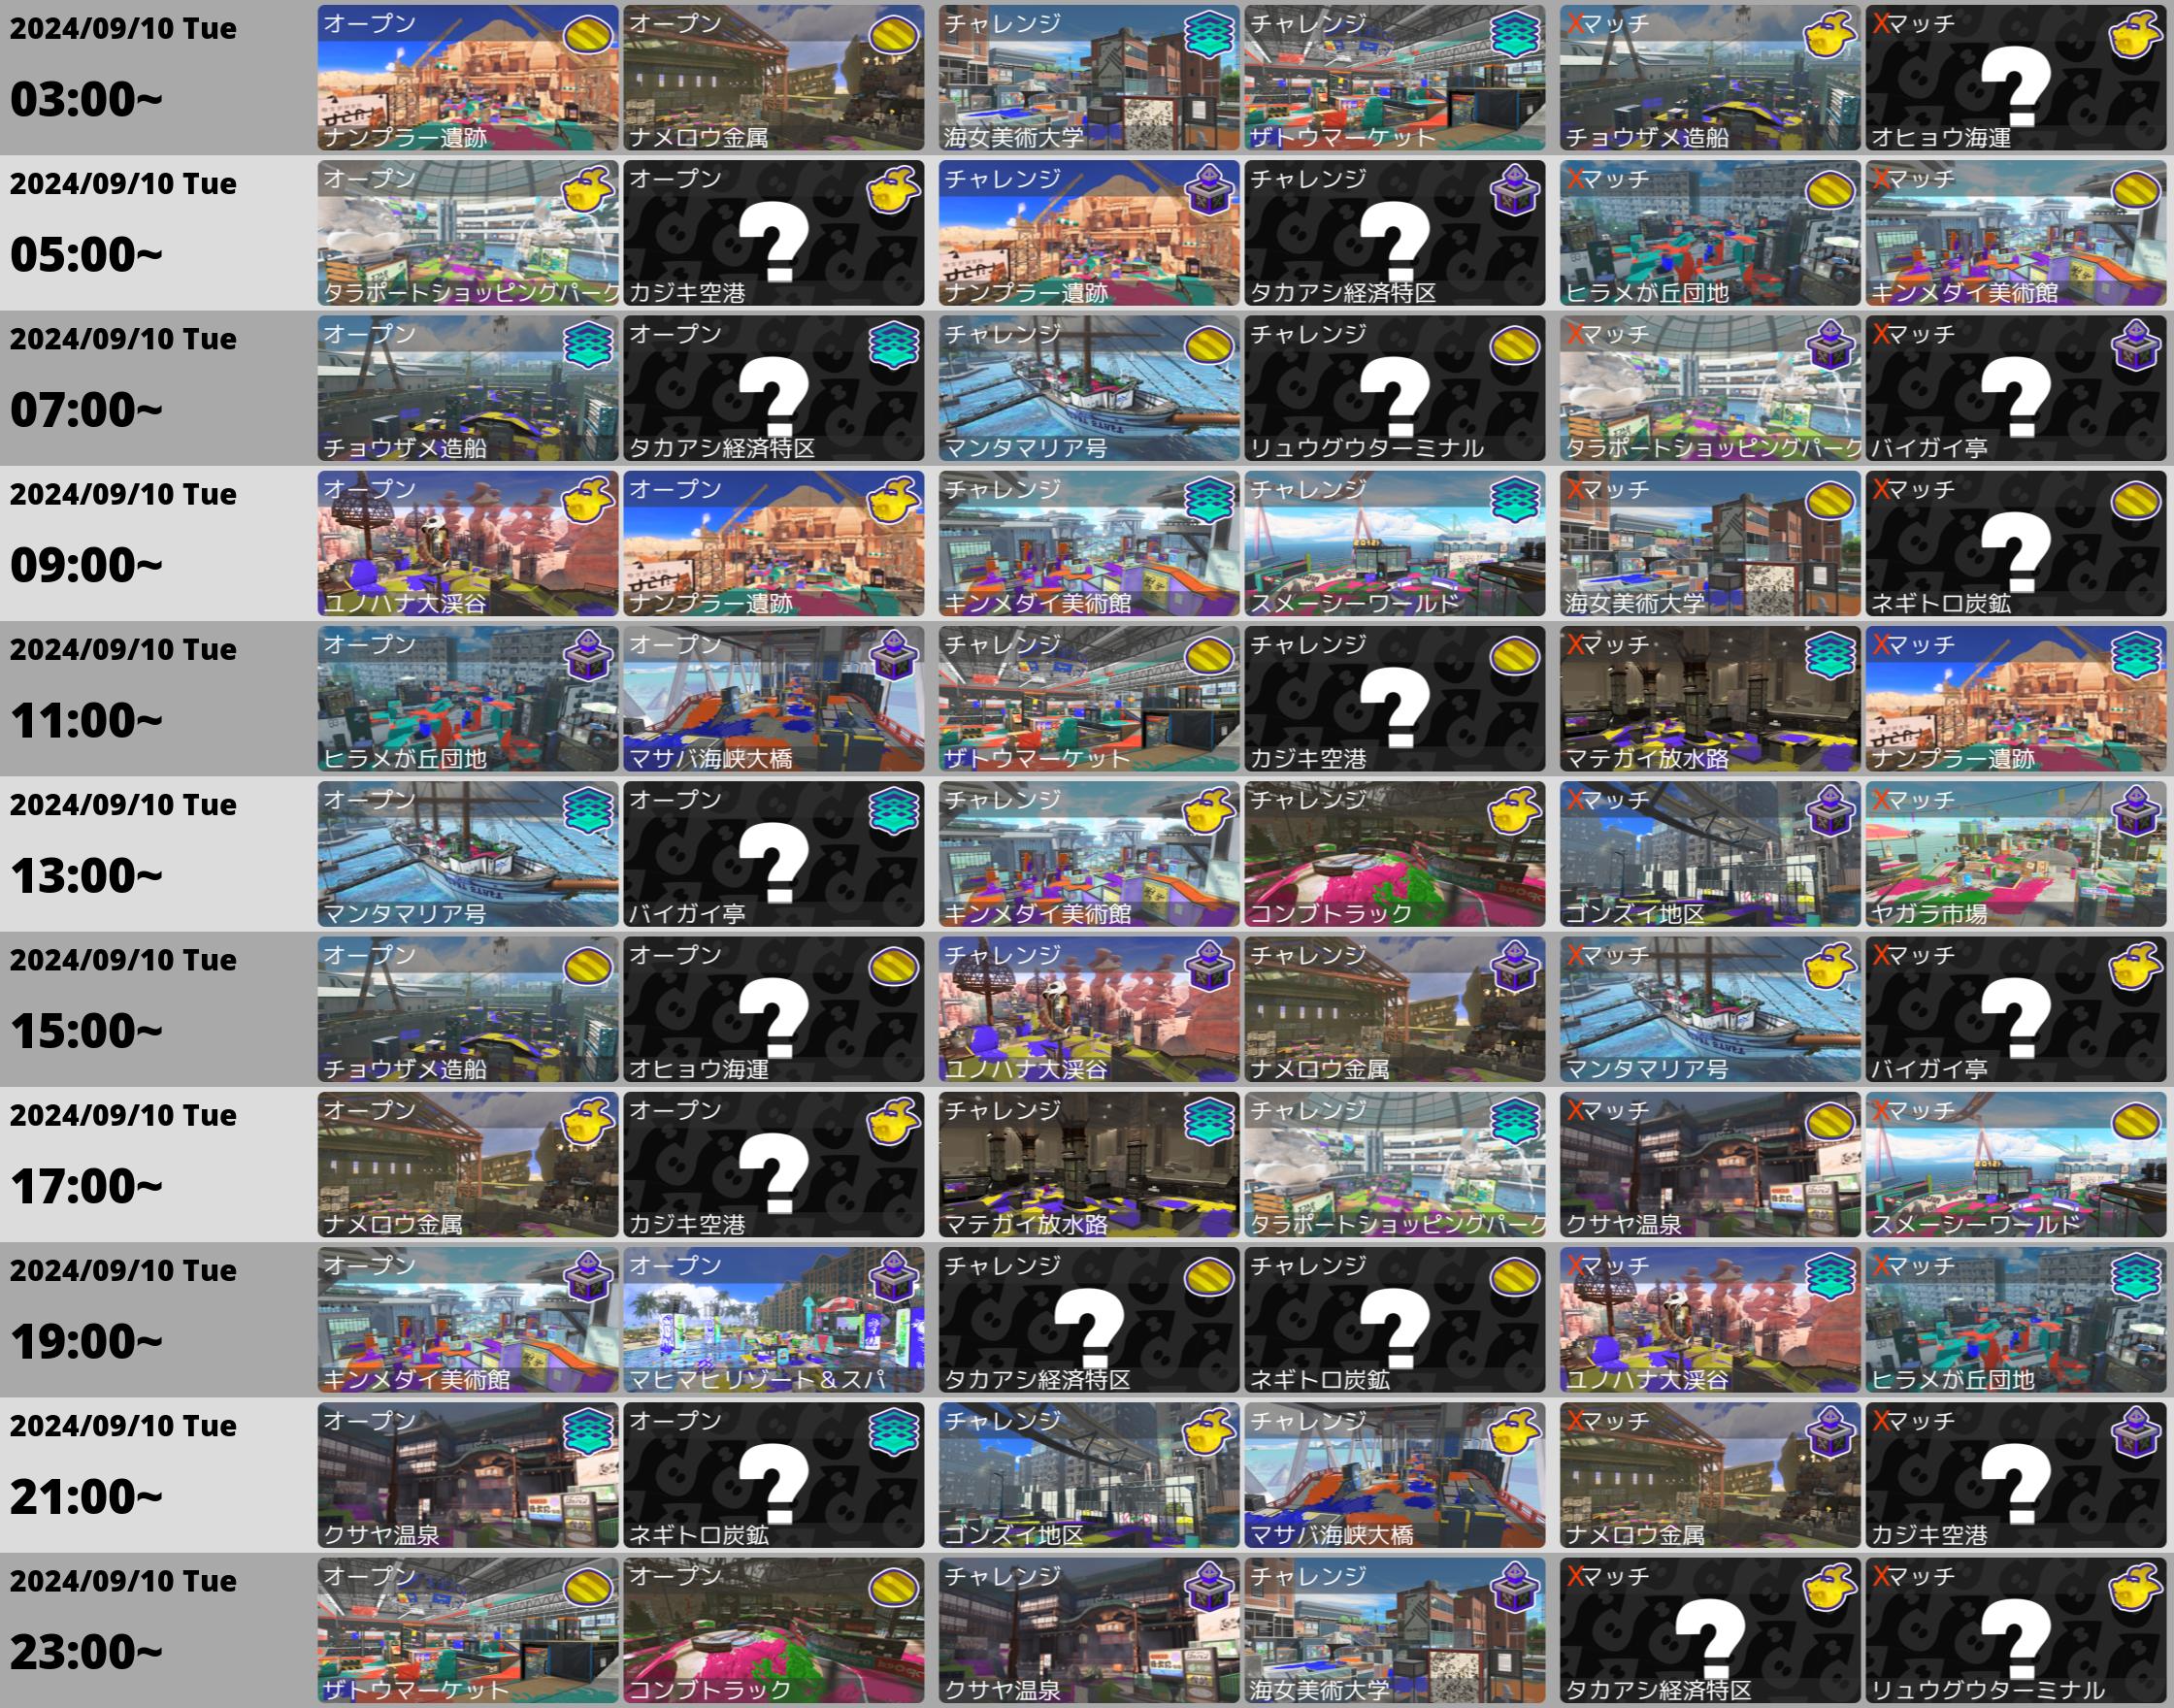 2024/09/10 Tue
03:00~
オープン
ナンプラー遺跡
オープン
ナメロウ金属
チャレンジ
海女美術大学
チャレンジ
ザトウマーケット
Xマッチ
チョウザメ造船
Xマッチ
オヒョウ海運
2024/09/10 Tue
05:00~
オープン
タラポートショッピングパーク
オープン
カジキ空港
チャレンジ
ナンプラー遺跡
チャレンジ
タカアシ経済特区
Xマッチ
ヒラメが丘団地
Xマッチ
キンメダイ美術館
2024/09/10 Tue
07:00~
オープン
チョウザメ造船
オープン
タカアシ経済特区
チャレンジ
マンタマリア号
チャレンジ
リュウグウターミナル
Xマッチ
タラポートショッピングパーク
Xマッチ
バイガイ亭
2024/09/10 Tue
09:00~
オープン
ユノハナ大渓谷
オープン
ナンプラー遺跡
チャレンジ
キンメダイ美術館
チャレンジ
スメーシーワールド
Xマッチ
海女美術大学
Xマッチ
ネギトロ炭鉱
2024/09/10 Tue
11:00~
オープン
ヒラメが丘団地
オープン
マサバ海峡大橋
チャレンジ
ザトウマーケット
チャレンジ
カジキ空港
Xマッチ
マテガイ放水路
Xマッチ
ナンプラー遺跡
2024/09/10 Tue
13:00~
オープン
マンタマリア号
オープン
バイガイ亭
チャレンジ
キンメダイ美術館
チャレンジ
コンブトラック
Xマッチ
ゴンズイ地区
Xマッチ
ヤガラ市場
2024/09/10 Tue
15:00~
オープン
チョウザメ造船
オープン
オヒョウ海運
チャレンジ
ユノハナ大渓谷
チャレンジ
ナメロウ金属
Xマッチ
マンタマリア号
Xマッチ
バイガイ亭
2024/09/10 Tue
17:00~
オープン
ナメロウ金属
オープン
カジキ空港
チャレンジ
マテガイ放水路
チャレンジ
タラポートショッピングパーク
Xマッチ
クサヤ温泉
Xマッチ
スメーシーワールド
2024/09/10 Tue
19:00~
オープン
キンメダイ美術館
オープン
マヒマヒリゾート＆スパ
チャレンジ
タカアシ経済特区
チャレンジ
ネギトロ炭鉱
Xマッチ
ユノハナ大渓谷
Xマッチ
ヒラメが丘団地
2024/09/10 Tue
21:00~
オープン
クサヤ温泉
オープン
ネギトロ炭鉱
チャレンジ
ゴンズイ地区
チャレンジ
マサバ海峡大橋
Xマッチ
ナメロウ金属
Xマッチ
カジキ空港
2024/09/10 Tue
23:00~
オープン
ザトウマーケット
オープン
コンブトラック
チャレンジ
クサヤ温泉
チャレンジ
海女美術大学
Xマッチ
タカアシ経済特区
Xマッチ
リュウグウターミナル